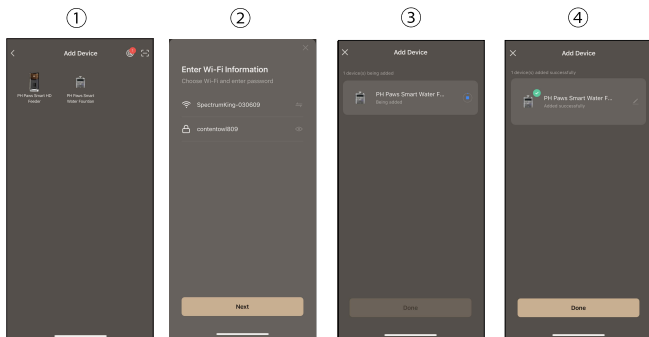 ①
Add Device
PH Paws Smart HD
Feeder
PH Paws Smart
Water Fountian
②
Enter Wi-Fi Information
Choose Wi-Fi and enter password
SpectrumKing-030609
contentowl809
Next
③
Add Device
1 device(s) being added
PH Paws Smart Water F...
Being added
Done
④
Add Device
1 device(s) added successfully
PH Paws Smart Water F...
Added successfully
Done